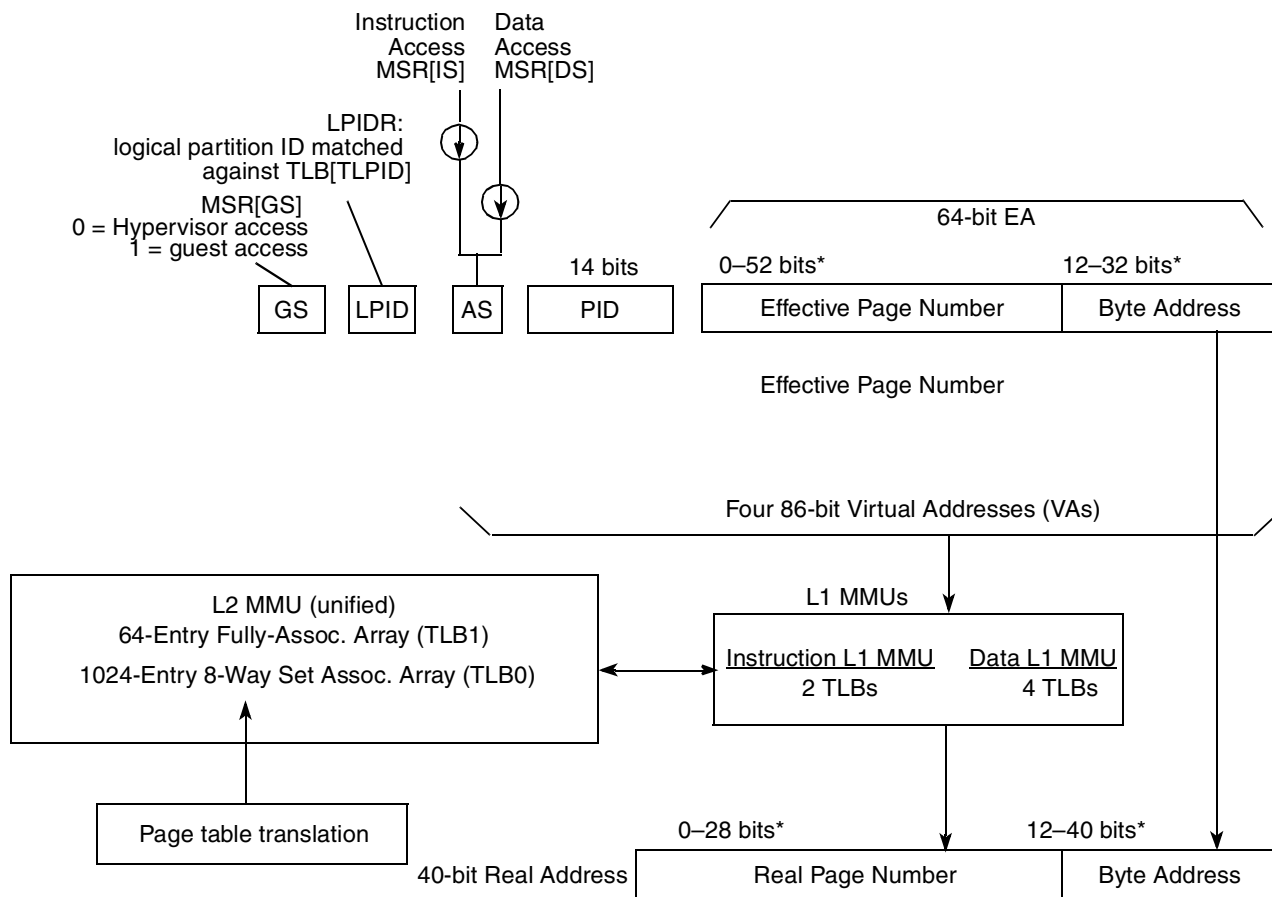 Instruction
Access
MSR[IS]
Data
Access
MSR[DS]
LPIDR:
logical partition ID matched
against TLB[TLPID]
MSR[GS]
0 = Hypervisor access
1 = guest access
64-bit EA
14 bits
0–52 bits*
12–32 bits*
GS
LPID
AS
PID
Effective Page Number
Byte Address
Effective Page Number
Four 86-bit Virtual Addresses (VAs)
L2 MMU (unified)
64-Entry Fully-Assoc. Array (TLB1)
1024-Entry 8-Way Set Assoc. Array (TLB0)
L1 MMUs
Instruction L1 MMU
2 TLBs
Data L1 MMU
4 TLBs
Page table translation
0–28 bits*
12–40 bits*
40-bit Real Address
Real Page Number
Byte Address